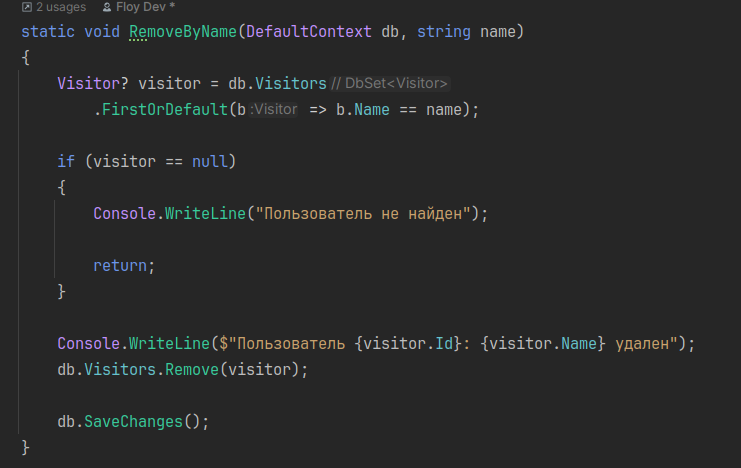 2 usages Floy Dev *
static void RemoveByName(DefaultContext db, string name)
{
Visitor? visitor = db.Visitors // DbSet<Visitor>
.FirstOrDefault(b :Visitor => b.Name == name);
if (visitor == null)
{
Console.WriteLine("Пользователь не найден");
return;
}
Console.WriteLine($"Пользователь {visitor.Id}: {visitor.Name} удален");
db.Visitors.Remove(visitor);
db.SaveChanges();
}